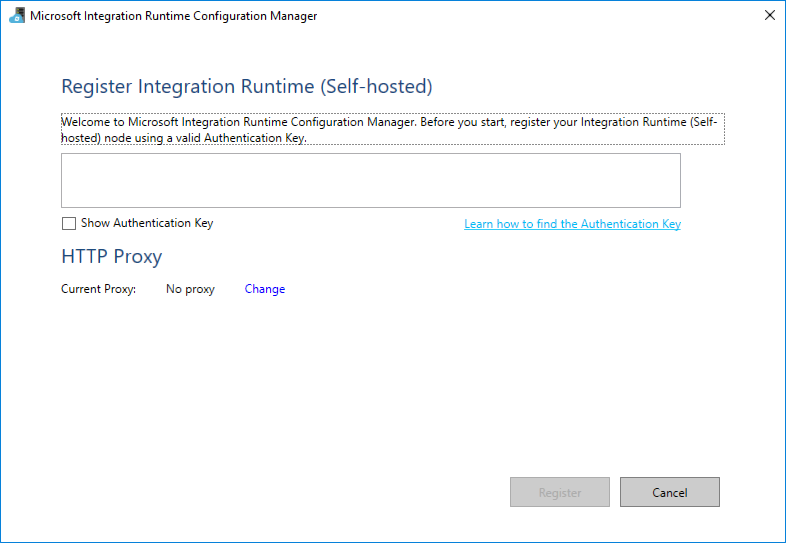 Microsoft Integration Runtime Configuration Manager
Register Integration Runtime (Self-hosted)
Welcome to Microsoft Integration Runtime Configuration Manager. Before you start, register your Integration Runtime (Self-
hosted) node using a valid Authentication Key.
Show Authentication Key
Learn how to find the Authentication Key
HTTP Proxy
Current Proxy: No proxy Change
Register Cancel